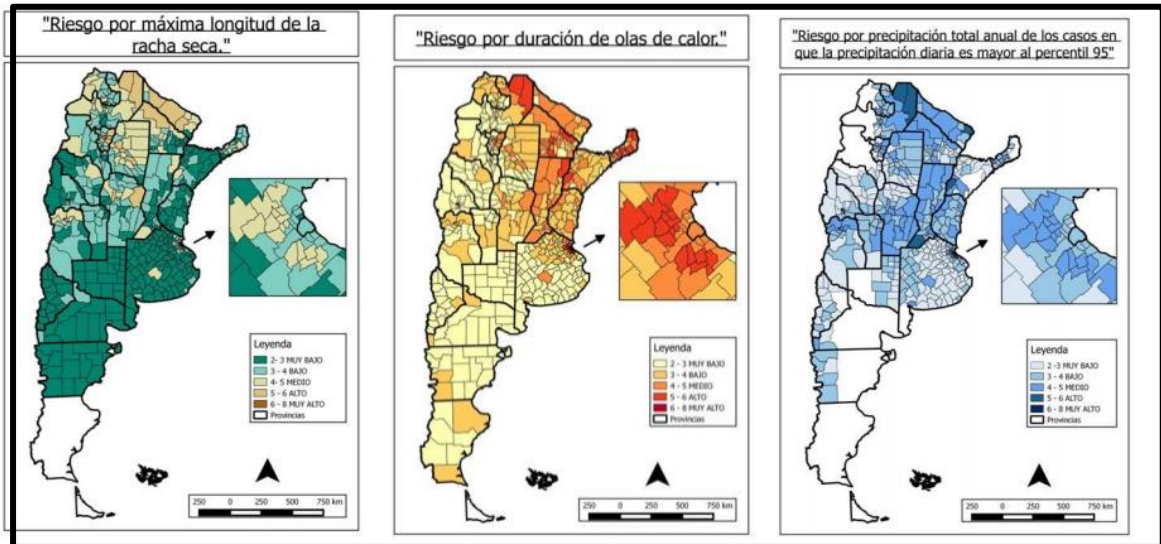 "Riesgo por máxima longitud de la
racha seca."
Leyenda
2- 3 MUY BAJO
3 - 4 BAJO
4- 5 MEDIO
5 - 6 ALTO
6 - 8 MUY ALTO
Provincias
250 0 250 500 750 km
"Riesgo por duración de olas de calor."
Leyenda
2 - 3 MUY BAJO
3 - 4 BAJO
4 - 5 MEDIO
5 - 6 ALTO
6 - 8 MUY ALTO
Provincias
250 0 250 500 750 km
"Riesgo por precipitación total anual de los casos en
que la precipitación diaria es mayor al percentil 95"
Leyenda
2 -3 MUY BAJO
3 - 4 BAJO
4 - 5 MEDIO
5 - 6 ALTO
6 - 8 MUY ALTO
Provincias
250 0 250 500 750 km